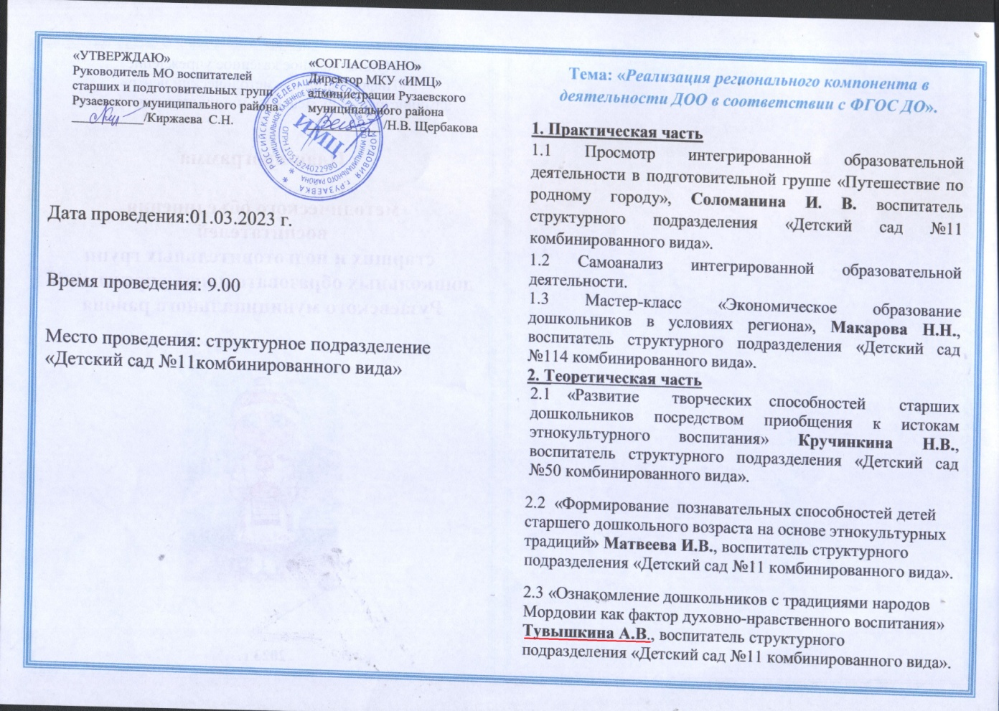 «УТВЕРЖДАЮ»
Руководитель МО воспитателей
старших и подготовительных групп
Рузаевского муниципального района
/Киржаева С.Н.
«СОГЛАСОВАНО»
Директор МКУ «ИМЦ»
администрации Рузаевского
муниципального района
/Н.В. Щербакова
РОССИЙСКАЯ ФЕДЕРАЦИЯ РЕСПУБЛИКА МОРДОВИЯ г.РУЗАЕВКА
ОГРН 1051324022980
ИМЦ
Дата проведения:01.03.2023 г.
Время проведения: 9.00
Место проведения: структурное подразделение
«Детский сад №11комбинированного вида»
Тема: «Реализация регионального компонента в
деятельности ДОО в соответствии с ФГОС ДО».
1. Практическая часть
1.1 Просмотр интегрированной образовательной
деятельности в подготовительной группе «Путешествие по
родному городу», Соломанина И. В. воспитатель
структурного подразделения «Детский сад №11
комбинированного вида».
1.2 Самоанализ интегрированной образовательной
деятельности.
1.3 Мастер-класс «Экономическое образование
дошкольников в условиях региона», Макарова Н.Н.,
воспитатель структурного подразделения «Детский сад
№114 комбинированного вида».
2. Теоретическая часть
2.1 «Развитие творческих способностей старших
дошкольников посредством приобщения к истокам
этнокультурного воспитания» Кручинкина Н.В.,
воспитатель структурного подразделения «Детский сад
№50 комбинированного вида».
2.2 «Формирование познавательных способностей детей
старшего дошкольного возраста на основе этнокультурных
традиций» Матвеева И.В., воспитатель структурного
подразделения «Детский сад №11 комбинированного вида».
2.3 «Ознакомление дошкольников с традициями народов
Мордовии как фактор духовно-нравственного воспитания»
Тувышкина А.В., воспитатель структурного
подразделения «Детский сад №11 комбинированного вида».